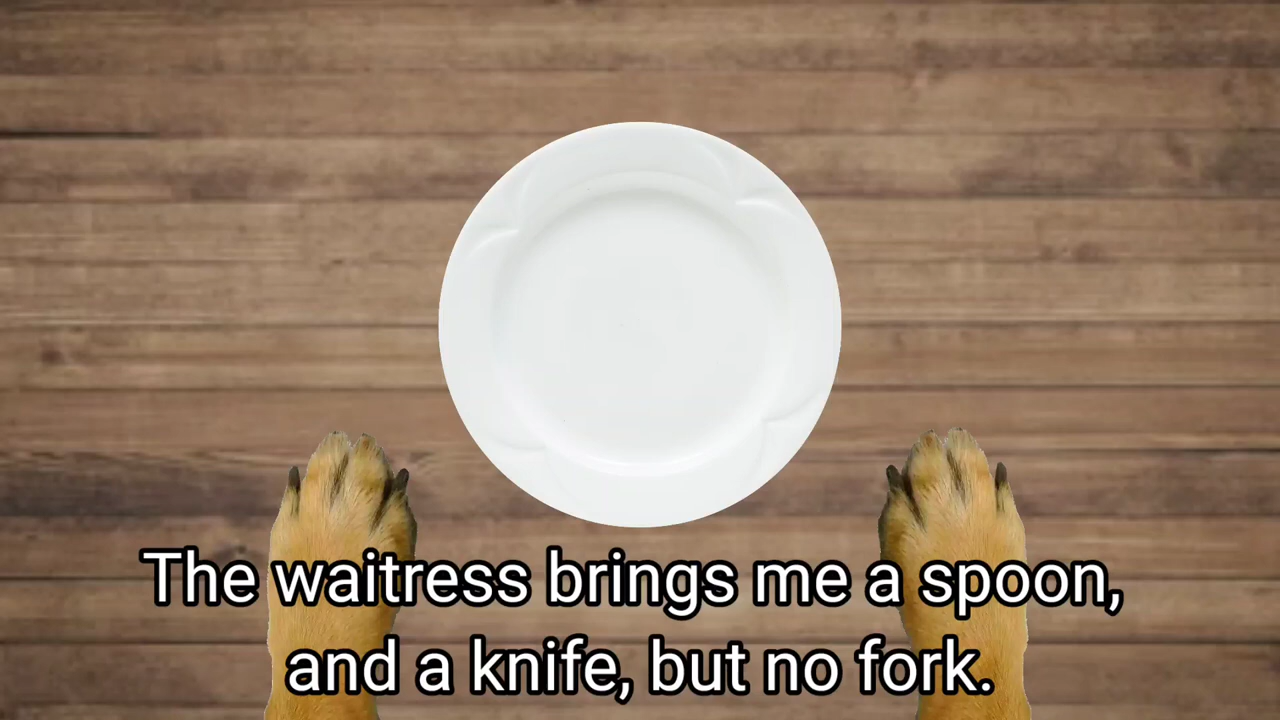 The waitress brings me a spoon,
and a knife, but no fork.